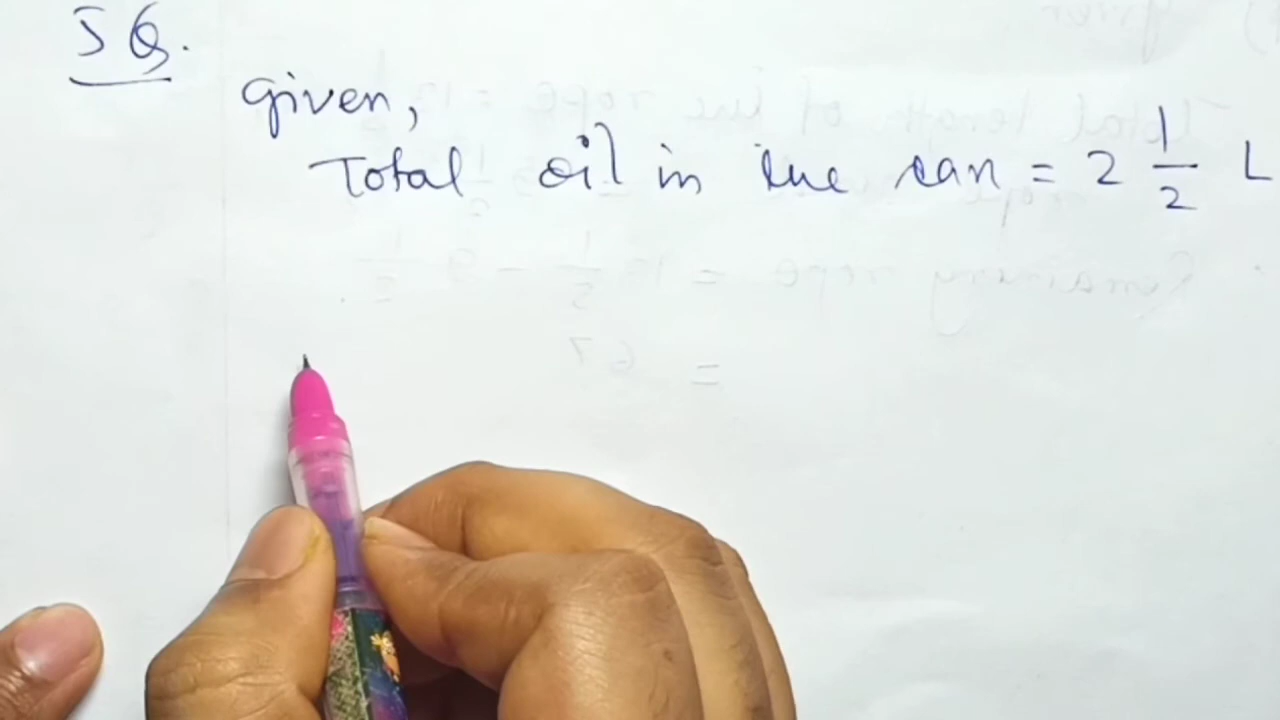 5 Q.
Given,
Total oil in the can = 2 1/2 L